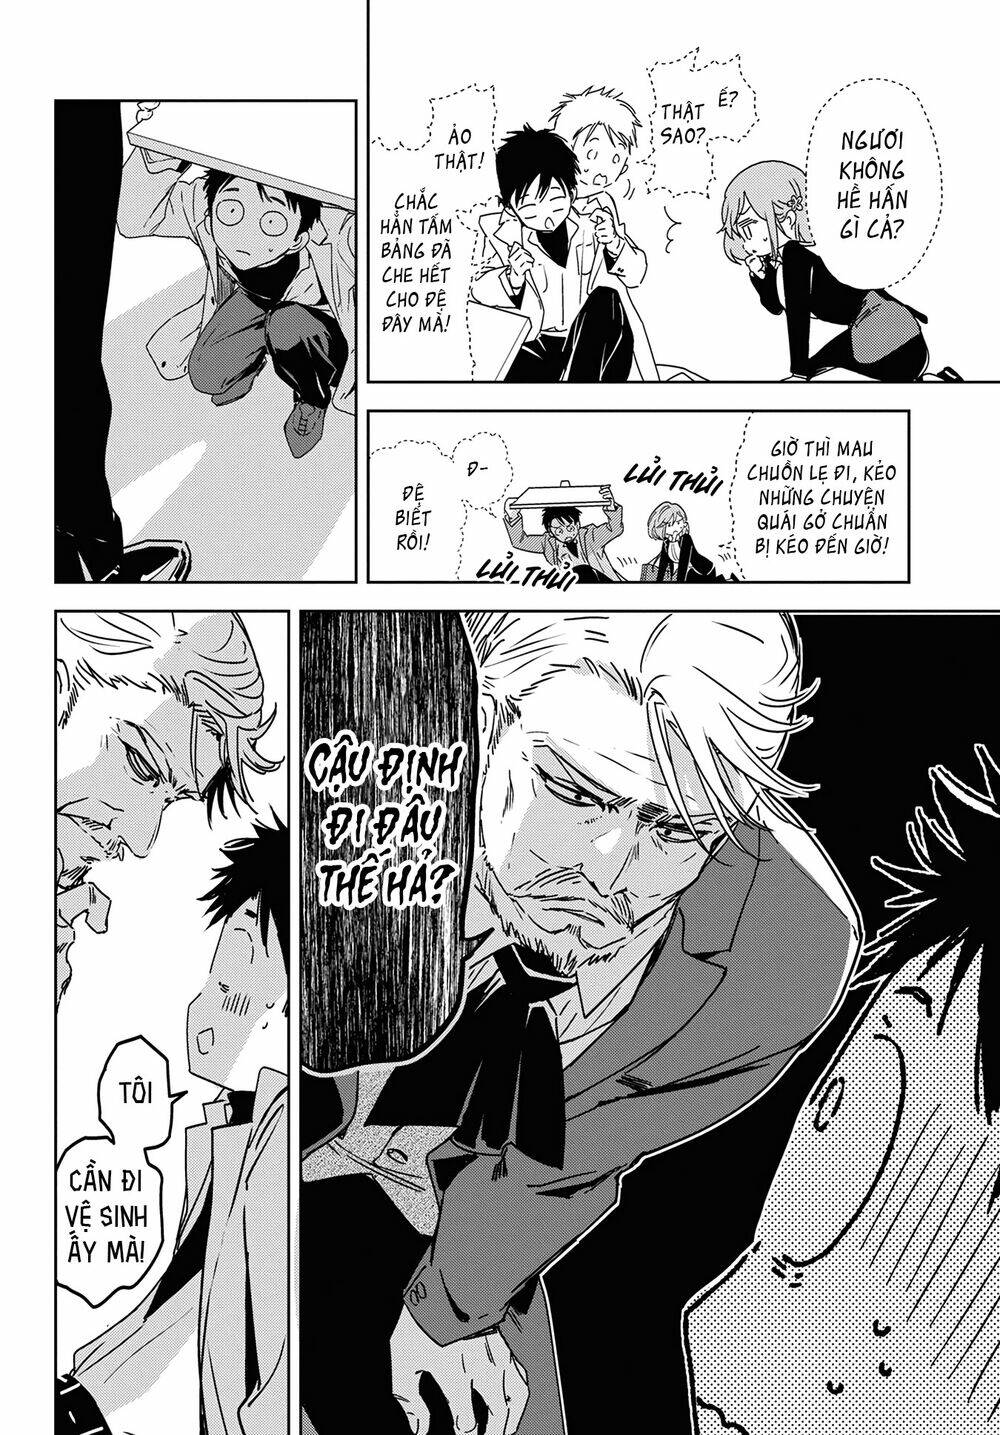 NGƯƠI
KHÔNG
HỀ HẤN
GÌ CẢ?
Ế?
THẬT
SAO?
ẢO
THẬT!
CHẮC
HẲN TẤM
BẢNG ĐÃ
CHE HẾT
CHO ĐỆ
ĐÂY MÀ!
GIỜ THÌ MAU
CHUỒN LẸ ĐI, KẺO
NHỮNG CHUYỆN
QUÁI GỞ CHUẨN
BỊ KÉO ĐẾN GIỜ!
LỦI THỦI
Đ-
ĐỆ
BIẾT
RỒI!
LỦI THỦI
CẬU ĐỊNH
ĐI ĐÂU
THẾ HẢ?
TÔI
CẦN ĐI
VỆ SINH
ẤY MÀ!